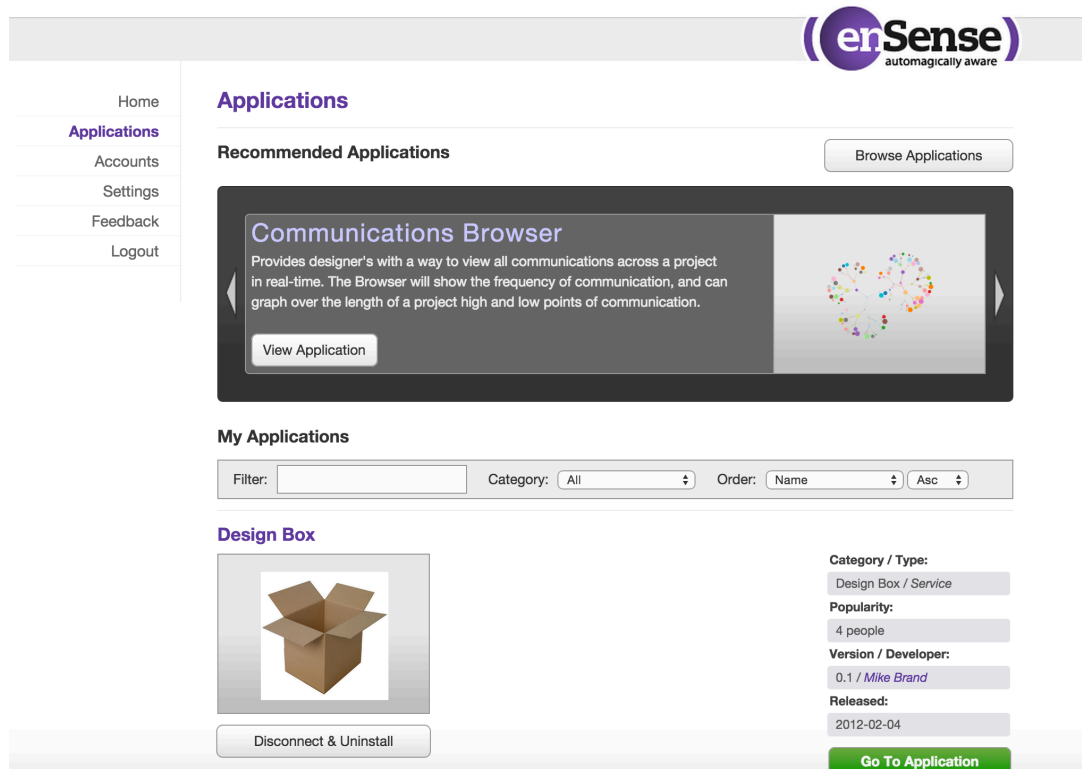 enSense
automagically aware
Home
Applications
Accounts
Settings
Feedback
Logout
Applications
Recommended Applications
Browse Applications
Communications Browser
Provides designer's with a way to view all communications across a project
in real-time. The Browser will show the frequency of communication, and can
graph over the length of a project high and low points of communication.
View Application
My Applications
Filter: Category: All Order: Name Asc
Design Box
Category / Type:
Design Box / Service
Popularity:
4 people
Version / Developer:
0.1 / Mike Brand
Released:
2012-02-04
Disconnect & Uninstall
Go To Application